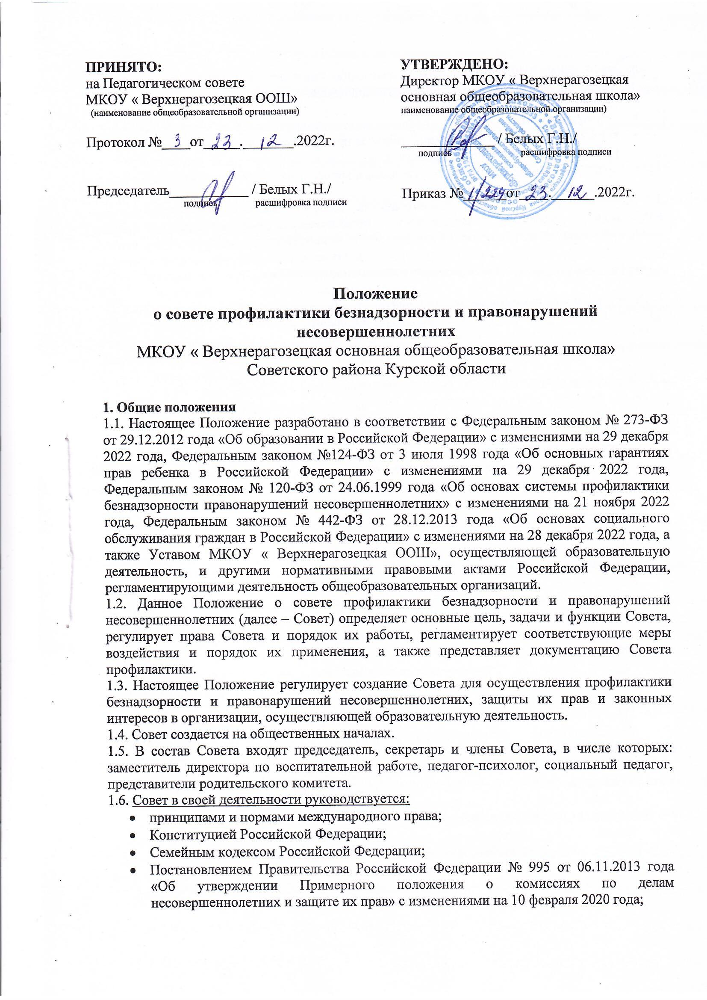 ПРИНЯТО:
на Педагогическом совете
МКОУ « Верхнерагозецкая ООШ»
(наименование общеобразовательной организации)
Протокол № 3 от 23 . 12 .2022г.
Председатель____________ / Белых Г.Н./
подпись расшифровка подписи
УТВЕРЖДЕНО:
Директор МКОУ « Верхнерагозецкая
основная общеобразовательная школа»
наименование общеобразовательной организации)
______________ / Белых Г.Н./
подпись расшифровка подписи
Приказ № 1/224 от 23 . 12 .2022г.
Положение
о совете профилактики безнадзорности и правонарушений
несовершеннолетних
МКОУ « Верхнерагозецкая основная общеобразовательная школа»
Советского района Курской области
1. Общие положения
1.1. Настоящее Положение разработано в соответствии с Федеральным законом № 273-ФЗ
от 29.12.2012 года «Об образовании в Российской Федерации» с изменениями на 29 декабря
2022 года, Федеральным законом №124-ФЗ от 3 июля 1998 года «Об основных гарантиях
прав ребенка в Российской Федерации» с изменениями на 29 декабря 2022 года,
Федеральным законом № 120-ФЗ от 24.06.1999 года «Об основах системы профилактики
безнадзорности правонарушений несовершеннолетних» с изменениями на 21 ноября 2022
года, Федеральным законом № 442-ФЗ от 28.12.2013 года «Об основах социального
обслуживания граждан в Российской Федерации» с изменениями на 28 декабря 2022 года, а
также Уставом МКОУ « Верхнерагозецкая ООШ», осуществляющей образовательную
деятельность, и другими нормативными правовыми актами Российской Федерации,
регламентирующими деятельность общеобразовательных организаций.
1.2. Данное Положение о совете профилактики безнадзорности и правонарушений
несовершеннолетних (далее – Совет) определяет основные цель, задачи и функции Совета,
регулирует права Совета и порядок их работы, регламентирует соответствующие меры
воздействия и порядок их применения, а также представляет документацию Совета
профилактики.
1.3. Настоящее Положение регулирует создание Совета для осуществления профилактики
безнадзорности и правонарушений несовершеннолетних, защиты их прав и законных
интересов в организации, осуществляющей образовательную деятельность.
1.4. Совет создается на общественных началах.
1.5. В состав Совета входят председатель, секретарь и члены Совета, в числе которых:
заместитель директора по воспитательной работе, педагог-психолог, социальный педагог,
представители родительского комитета.
1.6. Совет в своей деятельности руководствуется:
• принципами и нормами международного права;
• Конституцией Российской Федерации;
• Семейным кодексом Российской Федерации;
• Постановлением Правительства Российской Федерации № 995 от 06.11.2013 года
«Об утверждении Примерного положения о комиссиях по делам
несовершеннолетних и защите их прав» с изменениями на 10 февраля 2020 года;